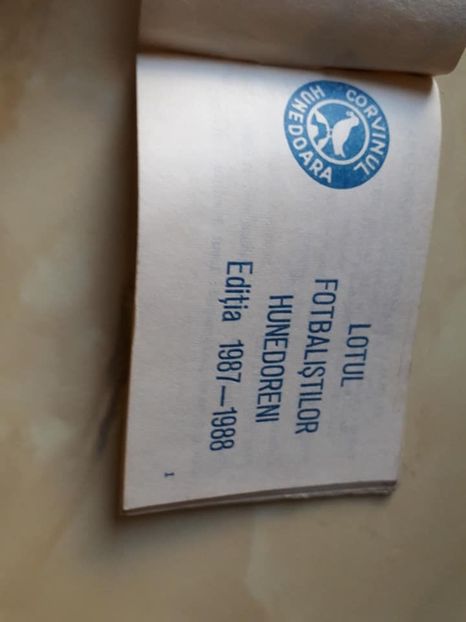 CORVINUL
HUNEDOARA
LOTUL
FOTBALIȘTILOR
HUNEDORENI
Ediția 1987—1988
1